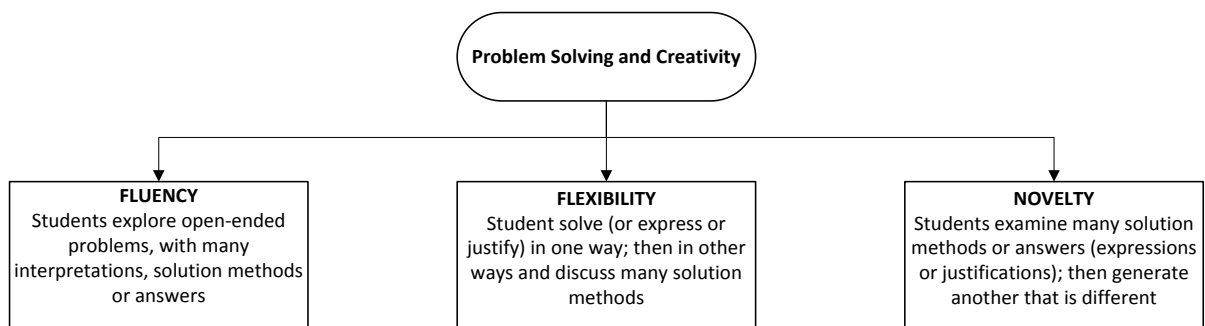 Problem Solving and Creativity
FLUENCY
Students explore open-ended
problems, with many
interpretations, solution methods
or answers
FLEXIBILITY
Student solve (or express or
justify) in one way; then in other
ways and discuss many solution
methods
NOVELTY
Students examine many solution
methods or answers (expressions
or justifications); then generate
another that is different